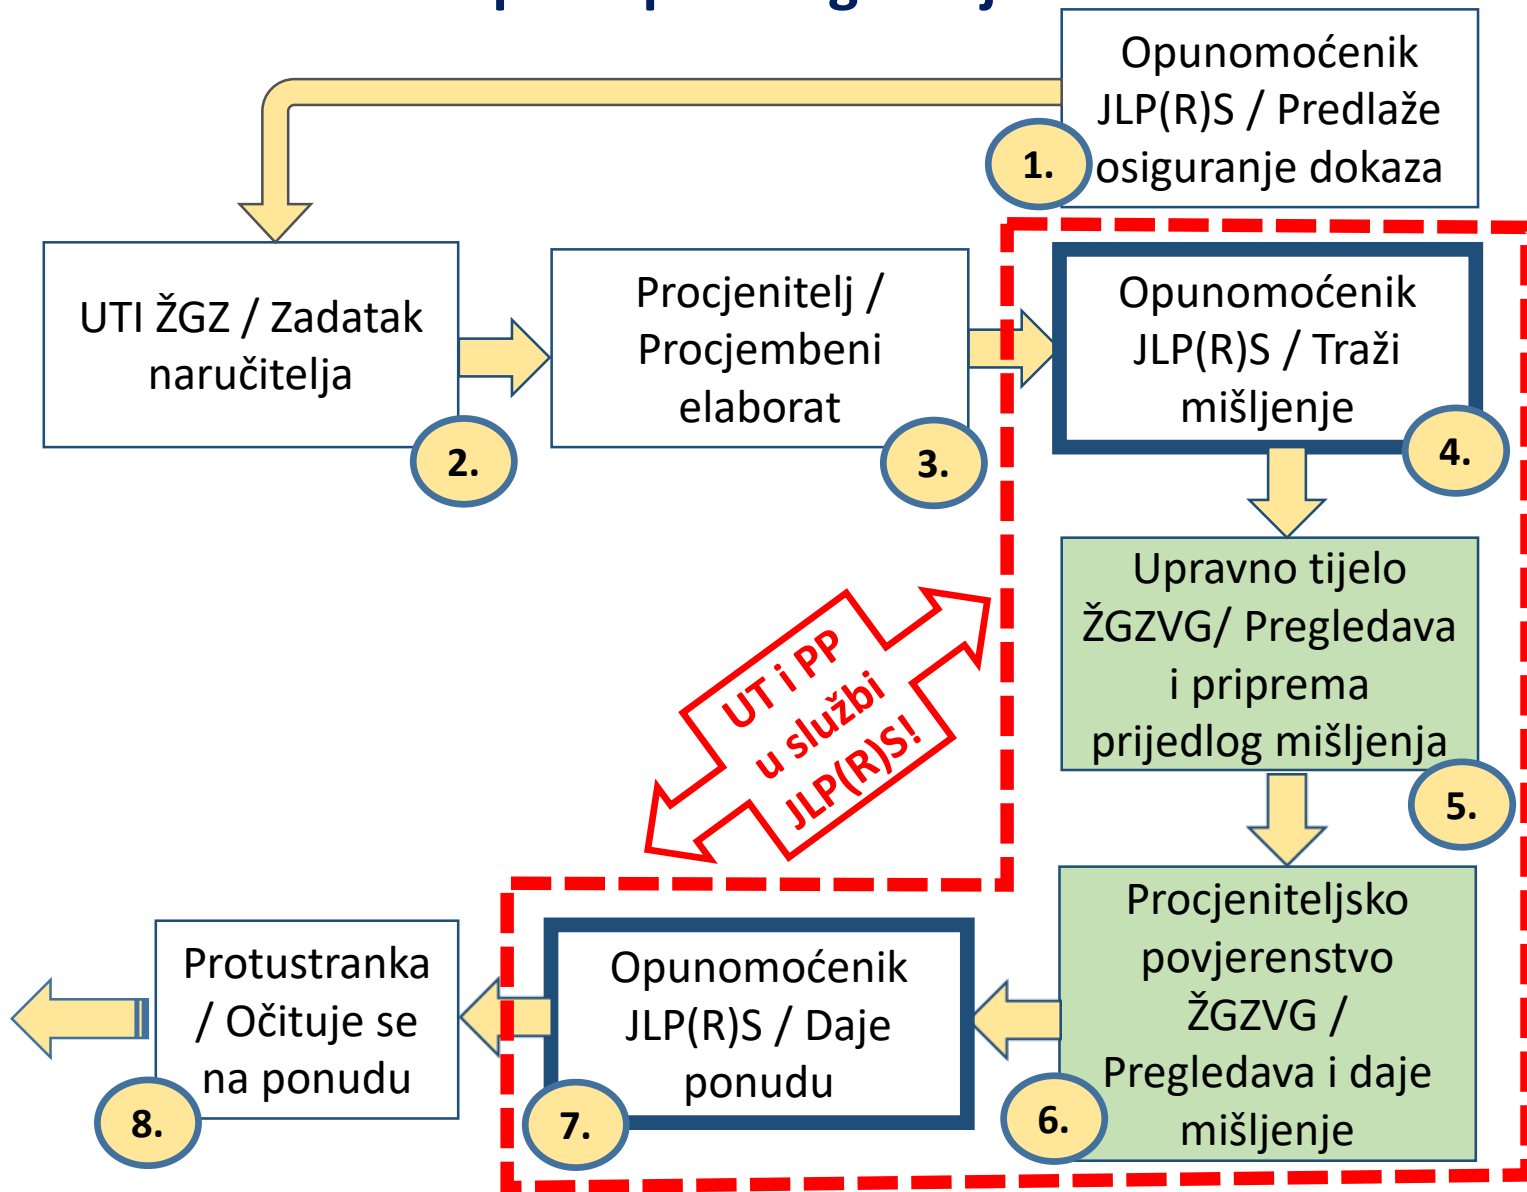 Opunomoćenik
JLP(R)S / Predlaže
osiguranje dokaza
1.
UTI ŽGZ / Zadatak
naručitelja
2.
Procjenitelj /
Procjembeni
elaborat
3.
Opunomoćenik
JLP(R)S / Traži
mišljenje
4.
Upravno tijelo
ŽGZVG/ Pregledava
i priprema
prijedlog mišljenja
5.
UT i PP
u službi
JLP(R)S!
Procjeniteljsko
povjerenstvo
ŽGZVG /
Pregledava i daje
mišljenje
6.
Opunomoćenik
JLP(R)S / Daje
ponudu
7.
Protustranka
/ Očituje se
na ponudu
8.